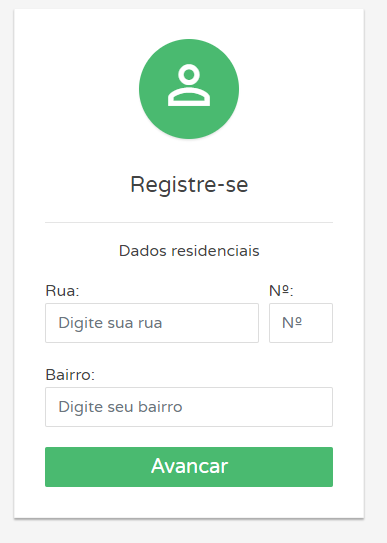 Registre-se
Dados residenciais
Rua: Nº:
Digite sua rua Nº
Bairro:
Digite seu bairro
Avancar